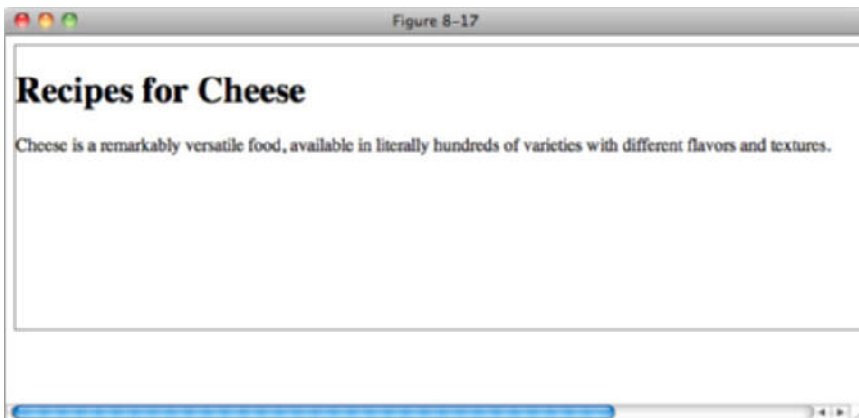 Figure 8-17
Recipes for Cheese
Cheese is a remarkably versatile food, available in literally hundreds of varieties with different flavors and textures.